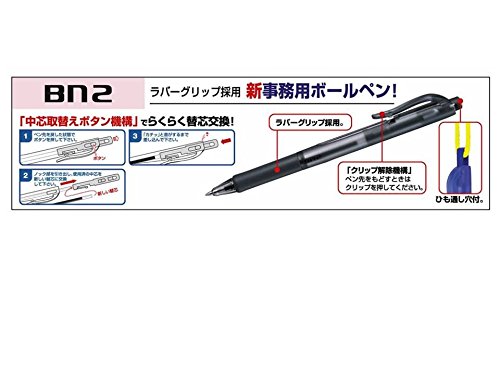 BN2
ラバーグリップ採用 新事務用ボールペン!
「中芯取替えボタン機構」でらくらく替芯交換!
1 ペン先を戻した状態で
ボタンを押して下さい。
ボタン
2 ノック部を引き出し、使用済の中芯を
新しい替芯に交換
して下さい。
新しい替芯
3 「カチッ」と音がするまで
差し込んで下さい。
ラバーグリップ採用。
「クリップ解除機構」
ペン先をもどすときは
クリップを押してください。
ひも通し穴付。